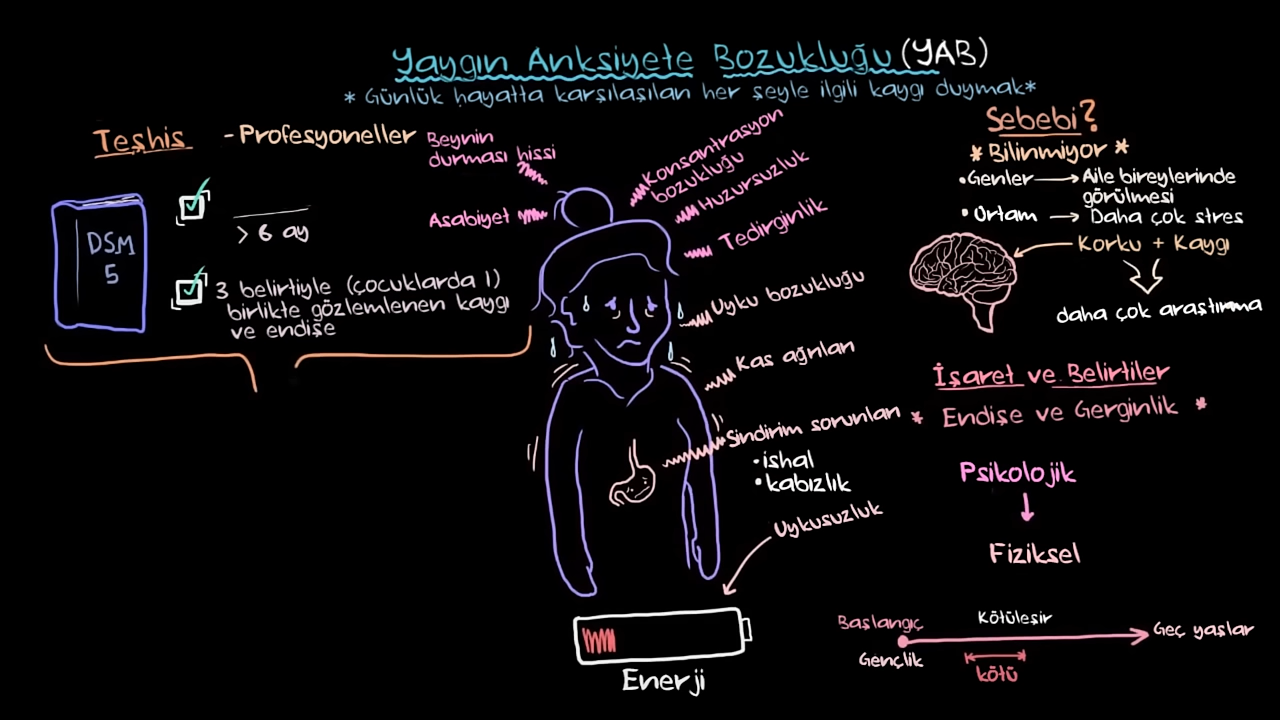 Yaygın Anksiyete Bozukluğu (YAB)
* Günlük hayatta karşılaşılan her şeyle ilgili kaygı duymak*
Teşhis - Profesyoneller
DSM
5
> 6 ay
3 belirtiyle (çocuklarda 1)
birlikte gözlemlenen kaygı
ve endişe
Beynin
durması hissi
Asabiyet
Konsantrasyon
bozukluğu
Huzursuzluk
Tedirginlik
Uyku bozukluğu
Kas ağrıları
Sindirim sorunları
• ishal
• kabızlık
Uykusuzluk
Enerji
Sebebi?
* Bilinmiyor *
• Genler → Aile bireylerinde
görülmesi
• Ortam → Daha çok stres
Korku + Kaygı
daha çok araştırma
İşaret ve Belirtiler
* Endişe ve Gerginlik *
Psikolojik
Fiziksel
Başlangıç
Gençlik
Kötüleşir
kötü
Geç yaşlar